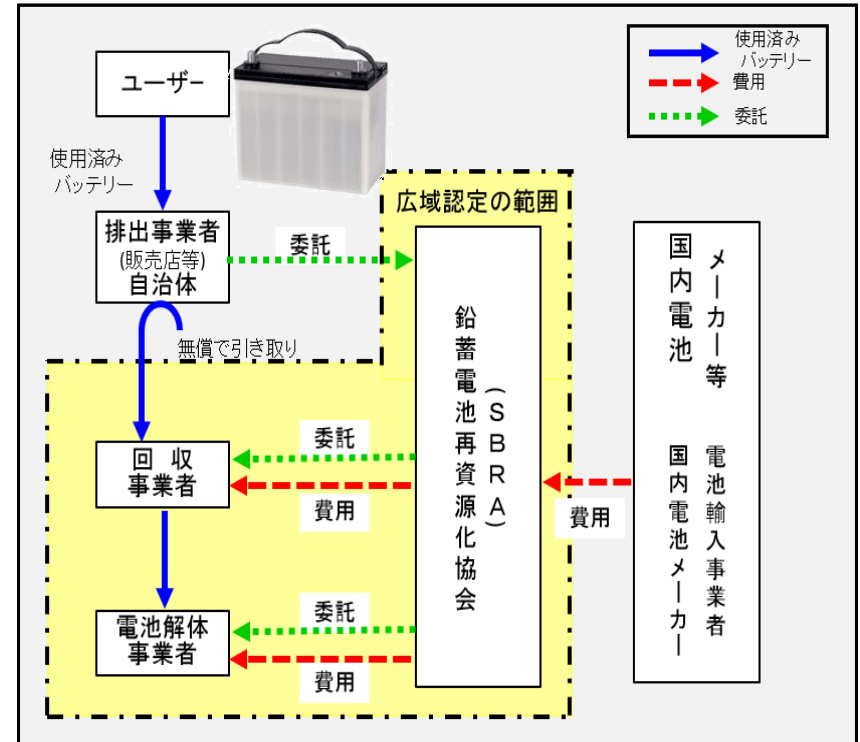 ユーザー
使用済み
バッテリー
費用
委託
使用済み
バッテリー
広域認定の範囲
排出事業者
(販売店等)
自治体
委託
無償で引き取り
鉛蓄電池再資源化協会
(SBRA)
国内電池
メーカー等
国内電池メーカー
電池輸入事業者
回収
事業者
委託
費用
費用
電池解体
事業者
委託
費用